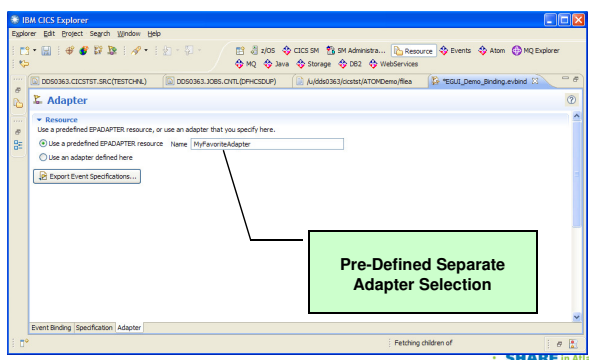 IBM CICS Explorer
Explorer Edit Project Search Window Help
z/OS CICS SM SM Administra... Resource Events Atom MQ Explorer
MQ Java Storage DB2 WebServices
DDS0363.CICSTST.SRC(TESTCHNL) DDS0363.JOBS.CNTL(DFHCSDUP) /u/dds0363/cicstst/ATOMDemo/filea *EGUI_Demo_Binding.evbind
Adapter
Resource
Use a predefined EPADAPTER resource, or use an adapter that you specify here.
Use a predefined EPADAPTER resource Name MyFavoriteAdapter
Use an adapter defined here
Export Event Specifications...
Pre-Defined Separate
Adapter Selection
Event Binding Specification Adapter
Fetching children of
SHARE in Atla